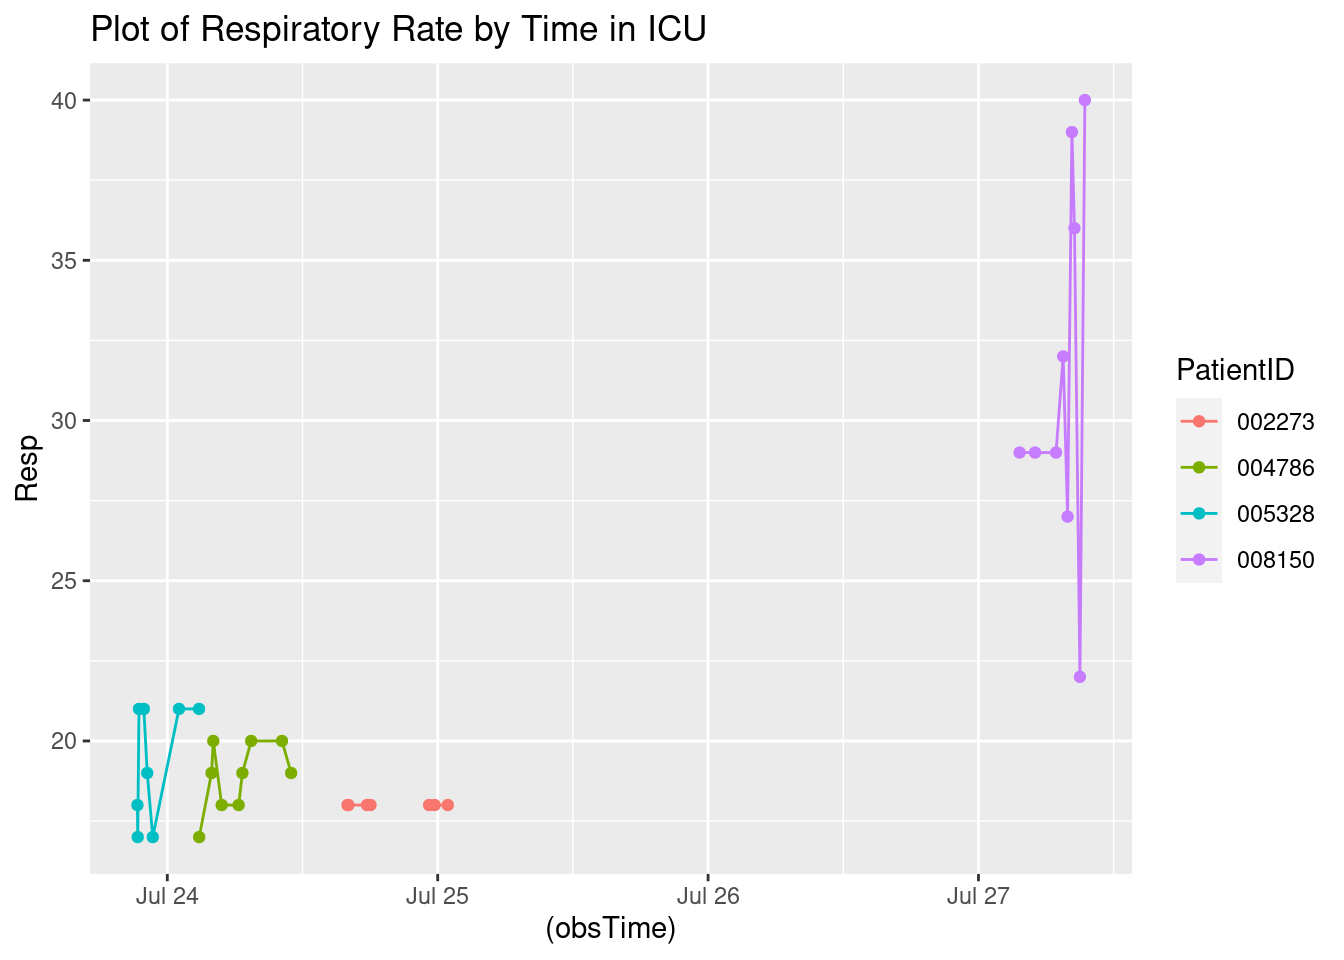 Plot of Respiratory Rate by Time in ICU
40
35
30
25
20
Resp
Jul 24 Jul 25 Jul 26 Jul 27
(obsTime)
PatientID
002273
004786
005328
008150